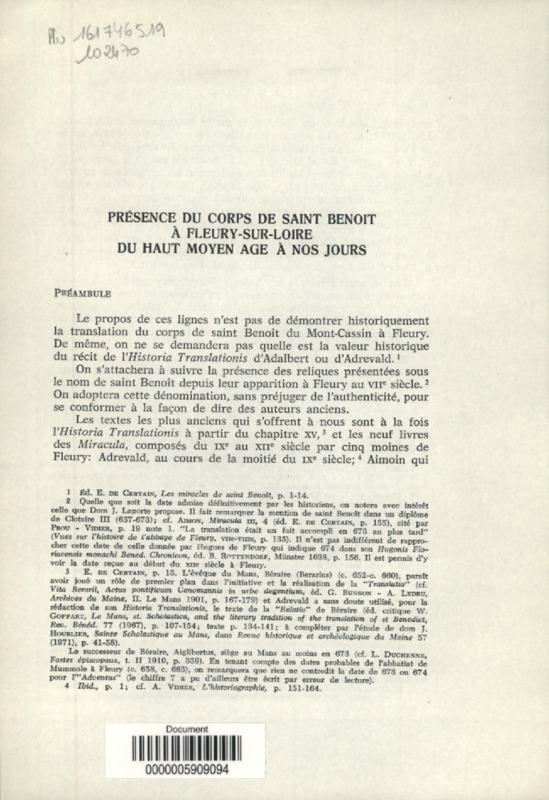 Mu 161746519
102470
PRÉSENCE DU CORPS DE SAINT BENOIT
À FLEURY-SUR-LOIRE
DU HAUT MOYEN AGE À NOS JOURS
PRÉAMBULE
Le propos de ces lignes n'est pas de démontrer historiquement
la translation du corps de saint Benoît du Mont-Cassin à Fleury.
De même, on ne se demandera pas quelle est la valeur historique
du récit de l'Historia Translationis d'Adalbert ou d'Adrevald. 1
On s'attachera à suivre la présence des reliques présentées sous
le nom de saint Benoît depuis leur apparition à Fleury au VIIe siècle. 2
On adoptera cette dénomination, sans préjuger de l'authenticité, pour
se conformer à la façon de dire des auteurs anciens.
Les textes les plus anciens qui s'offrent à nous sont à la fois
l'Historia Translationis à partir du chapitre XV, 3 et les neuf livres
des Miracula, composés du IXe au XIIe siècle par cinq moines de
Fleury: Adrevald, au cours de la moitié du IXe siècle; 4 Aimoin qui
1 Éd. E. DE CERTAIN, Les miracles de saint Benoît, p. 1-14.
2 Quelle que soit la date admise définitivement par les historiens, on notera avec intérêt
celle que Dom J. Laporte propose. Il fait remarquer la mention de saint Benoît dans un diplôme
de Clotaire III (657-673); cf. AIMON, Miracula III, 4 (éd. E. DE CERTAIN, p. 135), cité par
PROU - VIDIER, p. 19 note 1. "La translation était un fait accompli en 673 au plus tard"
(Vues sur l'histoire de l'abbaye de Fleury, VIIe-VIIIe, p. 135). Il n'est pas indifférent de rappro-
cher cette date de celle donnée par Hugues de Fleury qui indique 674 dans son Hugonis Flo-
riacensis monachi Bened. Chronicon, éd. B. ROTTENDORF, Münster 1638, p. 156. Il est permis d'y
voir la date reçue au début du XIIe siècle à Fleury.
3 E. DE CERTAIN, p. 13. L'évêque du Mans, Béraire (Berarius) (c. 652-c. 660), paraît
avoir joué un rôle de premier plan dans l'initiative et la réalisation de la "Translatio" (cf.
Vita Berarii, Actus pontificum Cenomannis in urbe degentium, éd. G. BUSSON - A. LEDRU,
Archives du Maine, II, Le Mans 1901, p. 167-179) et Adrevald a sans doute utilisé, pour la
rédaction de son Historia Translationis, le texte de la "Relatio" de Béraire (éd. critique W.
GOFFART, Le Mans, st. Scholastica, and the literary tradition of the translation of st Benedict,
Rev. Bénéd. 77 (1967), p. 107-154; texte p. 134-141; à compléter par l'étude de dom J.
HOURLIER, Sainte Scholastique au Mans, dans Revue historique et archéologique du Maine 57
(1971), p. 41-58).
Le successeur de Béraire, Aiglibertus, siège au Mans au moins en 673 (cf. L. DUCHENNE,
Fastes épiscopaux, t. II 1910, p. 339). En tenant compte des dates probables de l'abbatiat de
Mummole à Fleury (c. 658, c. 663), on remarquera que rien ne contredit la date de 673 ou 674
pour l'"Adventus" (le chiffre 7 a pu d'ailleurs être écrit par erreur de lecture).
4 Ibid., p. 1; cf. A. VIDIER, L'historiographie, p. 151-164.
Document
0000005909094